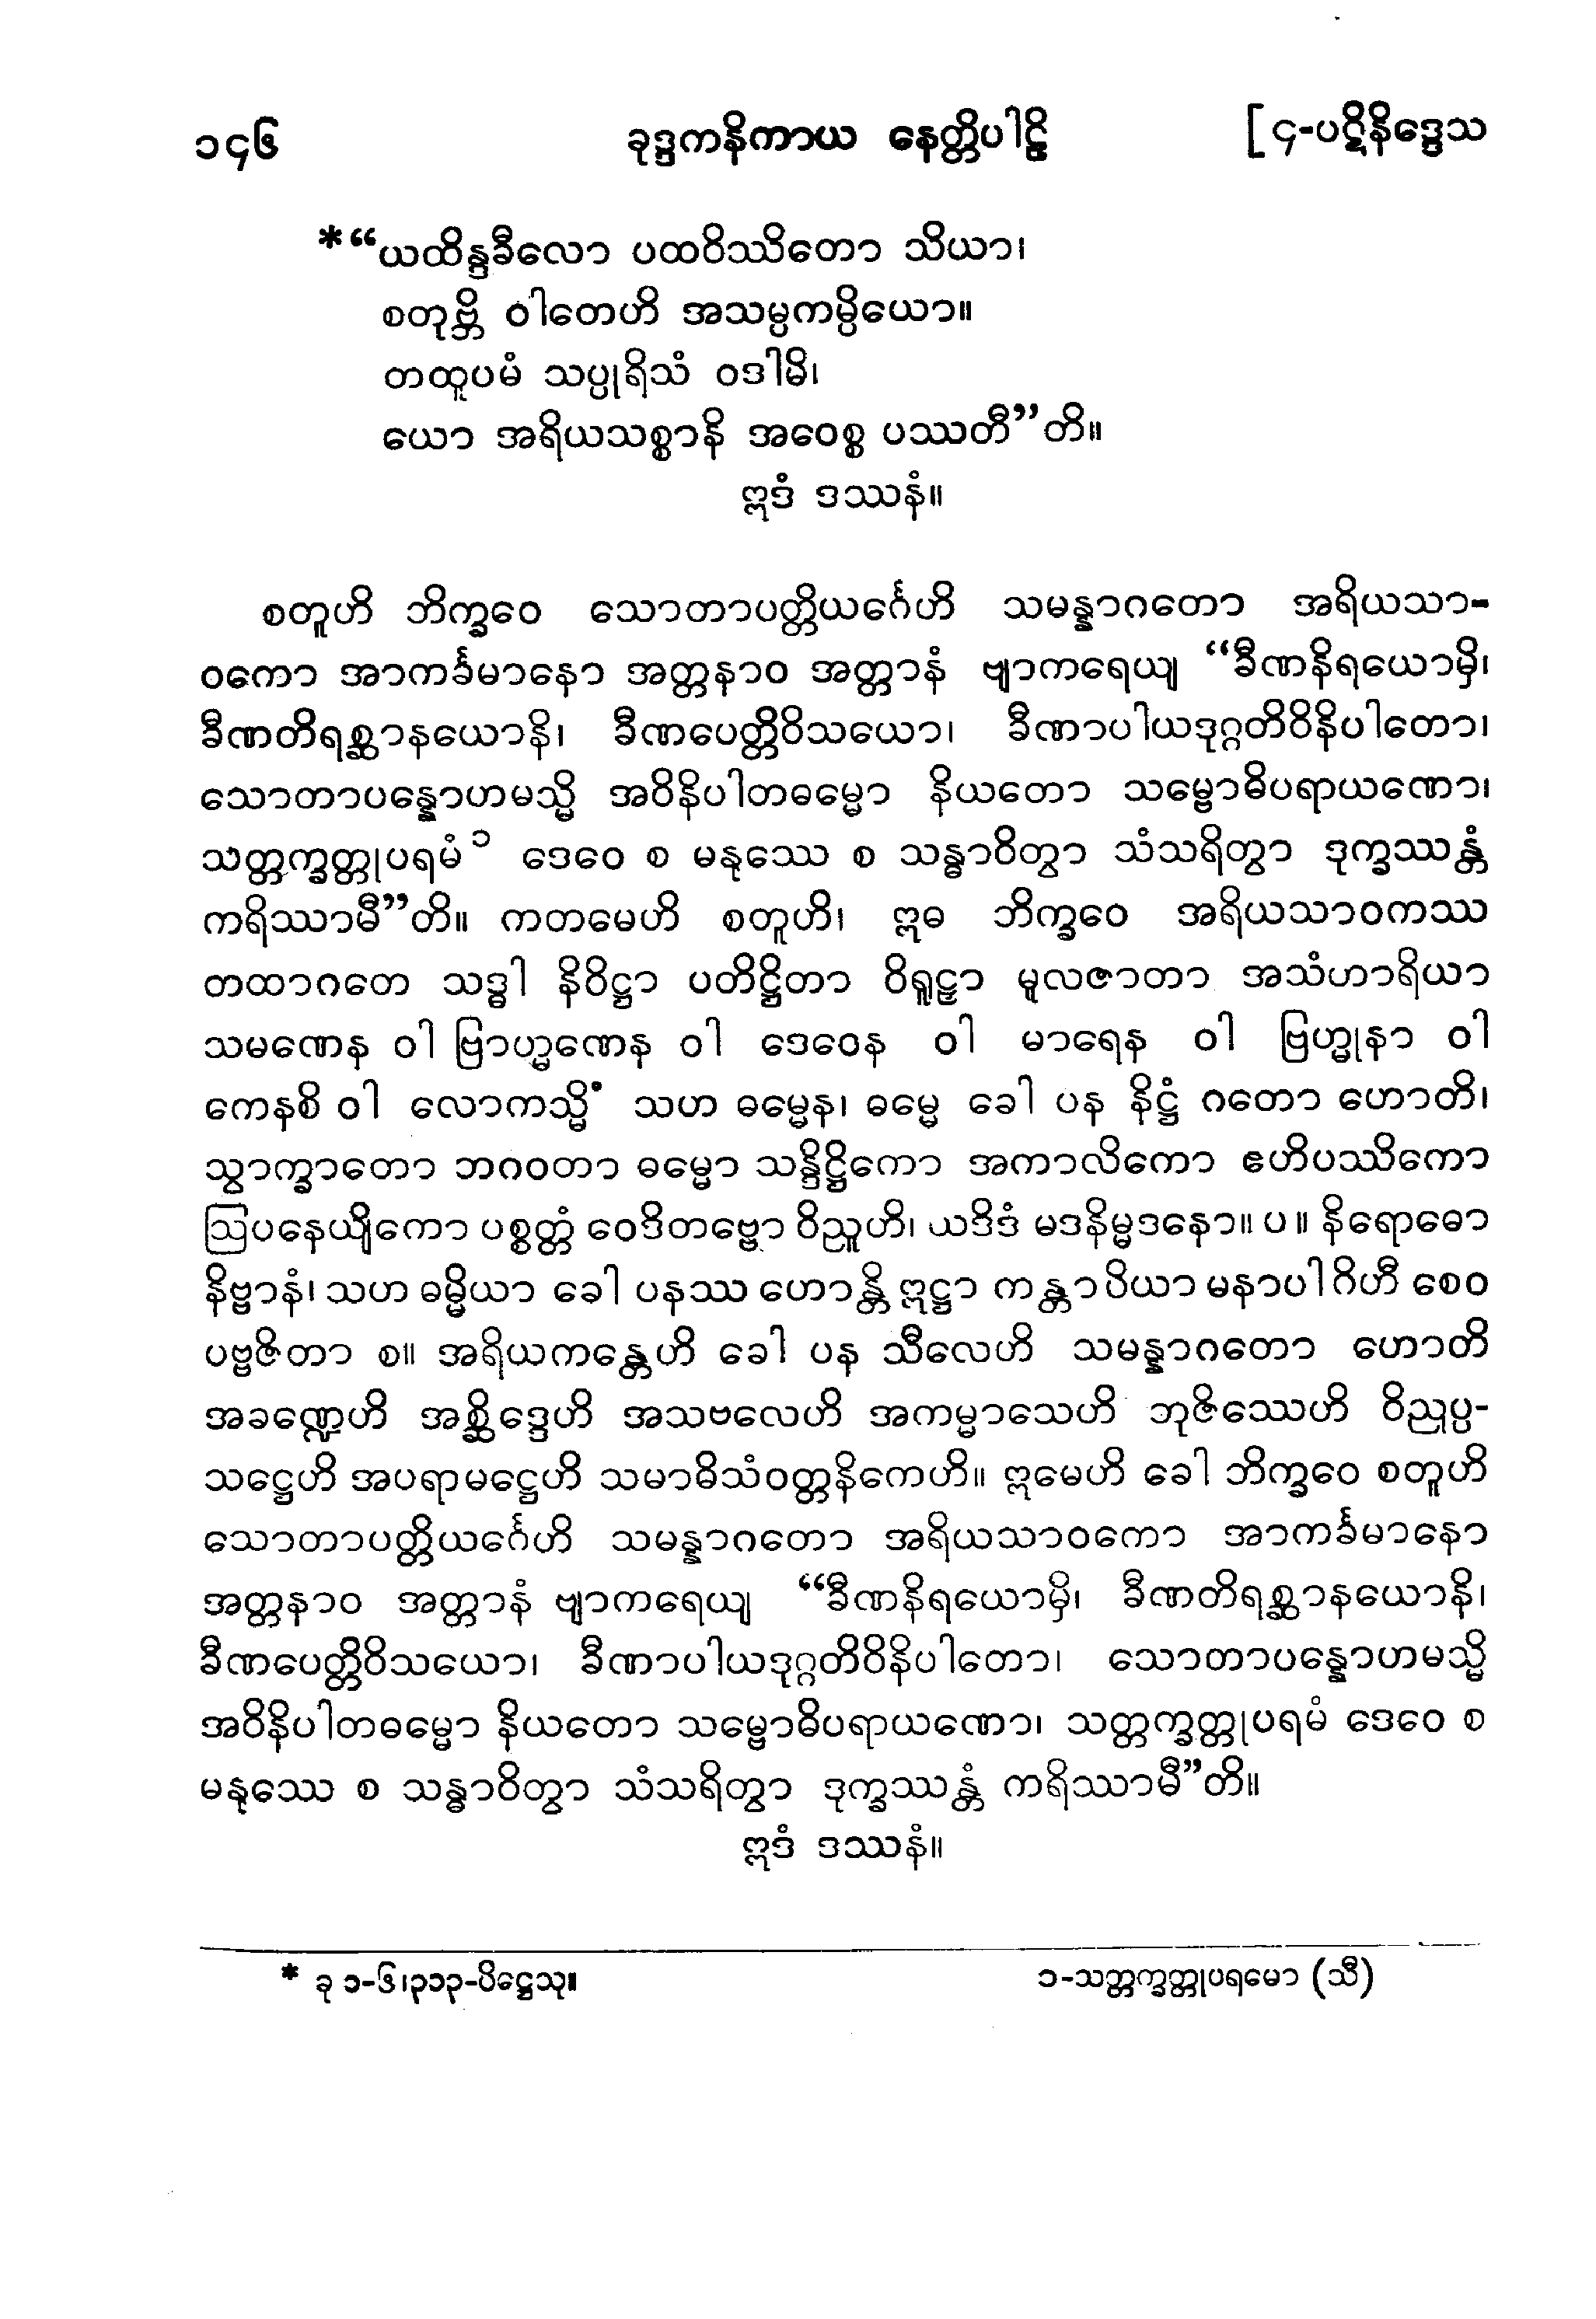 ၁၄၆ ခုဒ္ဒကနိကာယ နေတ္တိပါဠိ [ ၄-ပဋိနိဒ္ဒေသ
*“ယထိန္ဒခီလော ပထဝိဿိတော သိယာ၊
စတုဗ္ဘိ ဝါတေဟိ အသမ္ပကမ္ပိယော။
တထူပမံ သပ္ပုရိသံ ဝဒါမိ၊
ယော အရိယသစ္စာနိ အဝေစ္စ ပဿတီ”တိ။
ဣဒံ ဒဿနံ။
စတူဟိ ဘိက္ခဝေ သောတာပတ္တိယင်္ဂေဟိ သမန္နာဂတော အရိယသာ-
ဝကော အာကင်္ခမာနော အတ္တနာဝ အတ္တာနံ ဗျာကရေယျ “ခီဏနိရယောမှိ၊
ခီဏတိရစ္ဆာနယောနိ၊ ခီဏပေတ္တိဝိသယော၊ ခီဏာပါယဒုဂ္ဂတိဝိနိပါတော၊
သောတာပန္နောဟမသ္မိ အဝိနိပါတဓမ္မော နိယတော သမ္ဗောဓိပရာယဏော၊
သတ္တက္ခတ္တုပရမံ ၁ ဒေဝေ စ မနုဿေ စ သန္ဓာဝိတွာ သံသရိတွာ ဒုက္ခဿန္တံ
ကရိဿာမီ”တိ။ ကတမေဟိ စတူဟိ၊ ဣဓ ဘိက္ခဝေ အရိယသာဝကဿ
တထာဂတေ သဒ္ဓါ နိဝိဋ္ဌာ ပတိဋ္ဌိတာ ဝိရူဠှာ မူလဇာတာ အသံဟာရိယာ
သမဏေန ဝါ ဗြာဟ္မဏေန ဝါ ဒေဝေန ဝါ မာရေန ဝါ ဗြဟ္မုနာ ဝါ
ကေနစိ ဝါ လောကသ္မိံ သဟ ဓမ္မေန၊ ဓမ္မေ ခေါ ပန နိဋ္ဌံ ဂတော ဟောတိ၊
သွာက္ခာတော ဘဂဝတာ ဓမ္မော သန္ဒိဋ္ဌိကော အကာလိကော ဧဟိပဿိကော
ဩပနေယျိကော ပစ္စတ္တံ ဝေဒိတဗ္ဗော ဝိညူဟိ၊ ယဒိဒံ မဒနိမ္မဒနော။ ပ ။ နိရောဓော
နိဗ္ဗာနံ၊ သဟ ဓမ္မိယာ ခေါ ပနဿ ဟောန္တိ ဣဋ္ဌာ ကန္တာ ပိယာ မနာပါ ဂိဟီ စေဝ
ပဗ္ဗဇိတာ စ။ အရိယကန္တေဟိ ခေါ ပန သီလေဟိ သမန္နာဂတော ဟောတိ
အခဏ္ဍေဟိ အစ္ဆိဒ္ဒေဟိ အသဗလေဟိ အကမ္မာသေဟိ ဘုဇိဿေဟိ ဝိညုပ္ပ-
သဋ္ဌေဟိ အပရာမဋ္ဌေဟိ သမာဓိသံဝတ္တနိကေဟိ။ ဣမေဟိ ခေါ ဘိက္ခဝေ စတူဟိ
သောတာပတ္တိယင်္ဂေဟိ သမန္နာဂတော အရိယသာဝကော အာကင်္ခမာနော
အတ္တနာဝ အတ္တာနံ ဗျာကရေယျ “ခီဏနိရယောမှိ၊ ခီဏတိရစ္ဆာနယောနိ၊
ခီဏပေတ္တိဝိသယော၊ ခီဏာပါယဒုဂ္ဂတိဝိနိပါတော၊ သောတာပန္နောဟမသ္မိ
အဝိနိပါတဓမ္မော နိယတော သမ္ဗောဓိပရာယဏော၊ သတ္တက္ခတ္တုပရမံ ဒေဝေ စ
မနုဿေ စ သန္ဓာဝိတွာ သံသရိတွာ ဒုက္ခဿန္တံ ကရိဿာမီ”တိ။
ဣဒံ ဒဿနံ။
* ခု ၁-၆၊၃၁၃-ပိဋ္ဌေသု။ ၁-သတ္တက္ခတ္တုပရမော (သီ)